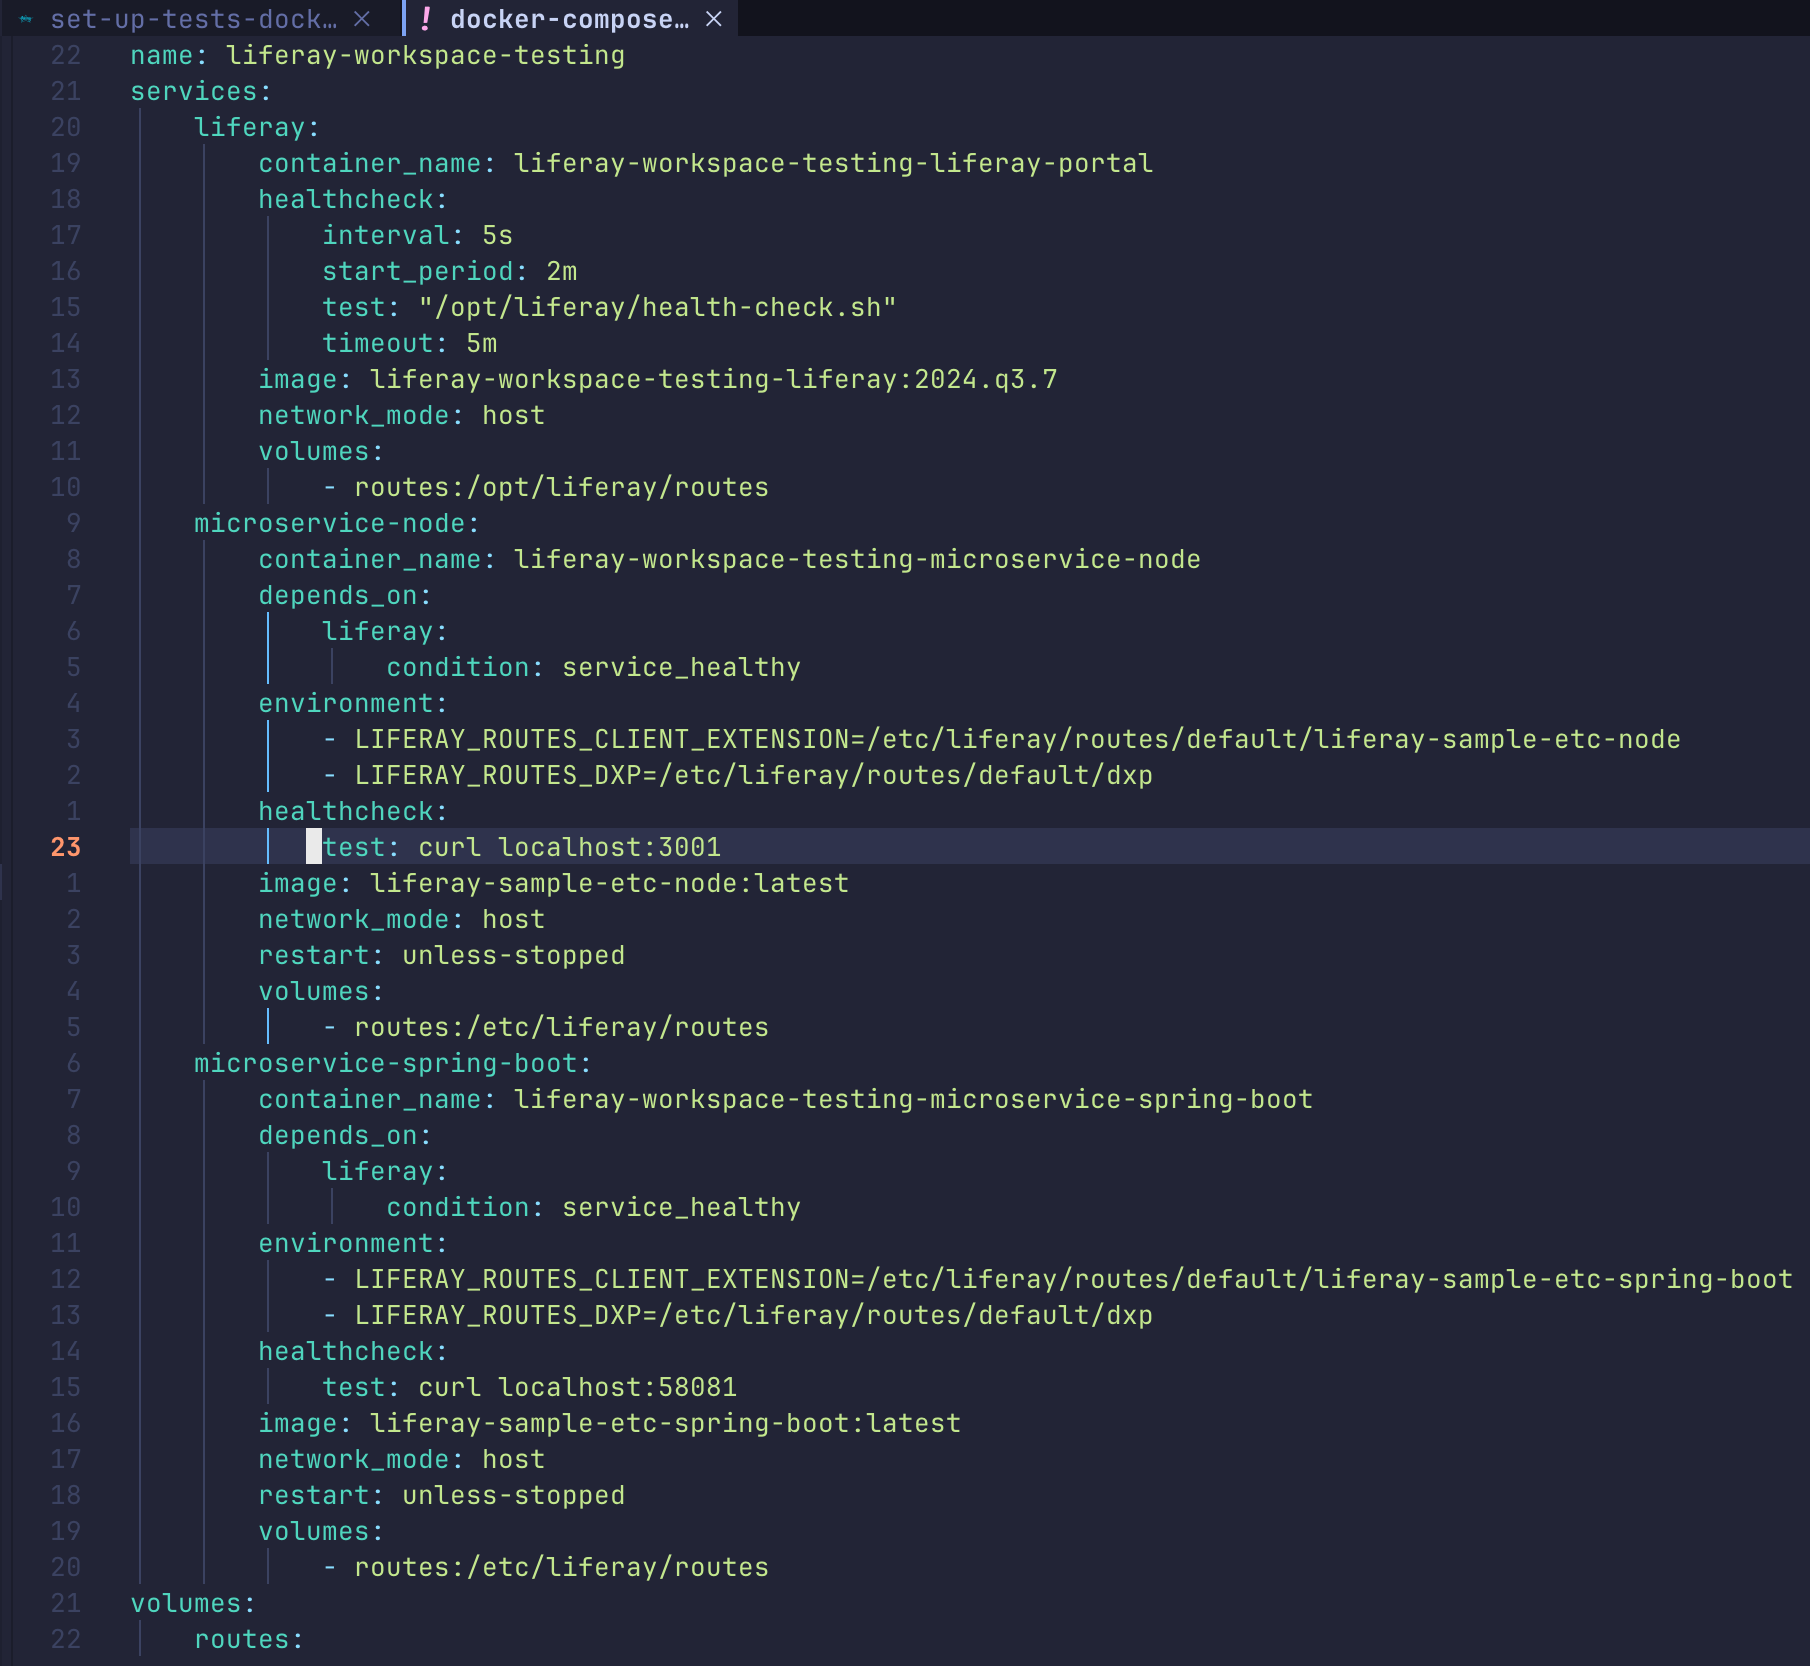 set-up-tests-dock… × ! docker-compose… ×
22 name: liferay-workspace-testing
21 services:
20     liferay:
19         container_name: liferay-workspace-testing-liferay-portal
18         healthcheck:
17             interval: 5s
16             start_period: 2m
15             test: "/opt/liferay/health-check.sh"
14             timeout: 5m
13         image: liferay-workspace-testing-liferay:2024.q3.7
12         network_mode: host
11         volumes:
10             - routes:/opt/liferay/routes
9     microservice-node:
8         container_name: liferay-workspace-testing-microservice-node
7         depends_on:
6             liferay:
5                 condition: service_healthy
4         environment:
3             - LIFERAY_ROUTES_CLIENT_EXTENSION=/etc/liferay/routes/default/liferay-sample-etc-node
2             - LIFERAY_ROUTES_DXP=/etc/liferay/routes/default/dxp
1         healthcheck:
23             test: curl localhost:3001
1         image: liferay-sample-etc-node:latest
2         network_mode: host
3         restart: unless-stopped
4         volumes:
5             - routes:/etc/liferay/routes
6     microservice-spring-boot:
7         container_name: liferay-workspace-testing-microservice-spring-boot
8         depends_on:
9             liferay:
10                 condition: service_healthy
11         environment:
12             - LIFERAY_ROUTES_CLIENT_EXTENSION=/etc/liferay/routes/default/liferay-sample-etc-spring-boot
13             - LIFERAY_ROUTES_DXP=/etc/liferay/routes/default/dxp
14         healthcheck:
15             test: curl localhost:58081
16         image: liferay-sample-etc-spring-boot:latest
17         network_mode: host
18         restart: unless-stopped
19         volumes:
20             - routes:/etc/liferay/routes
21 volumes:
22     routes: